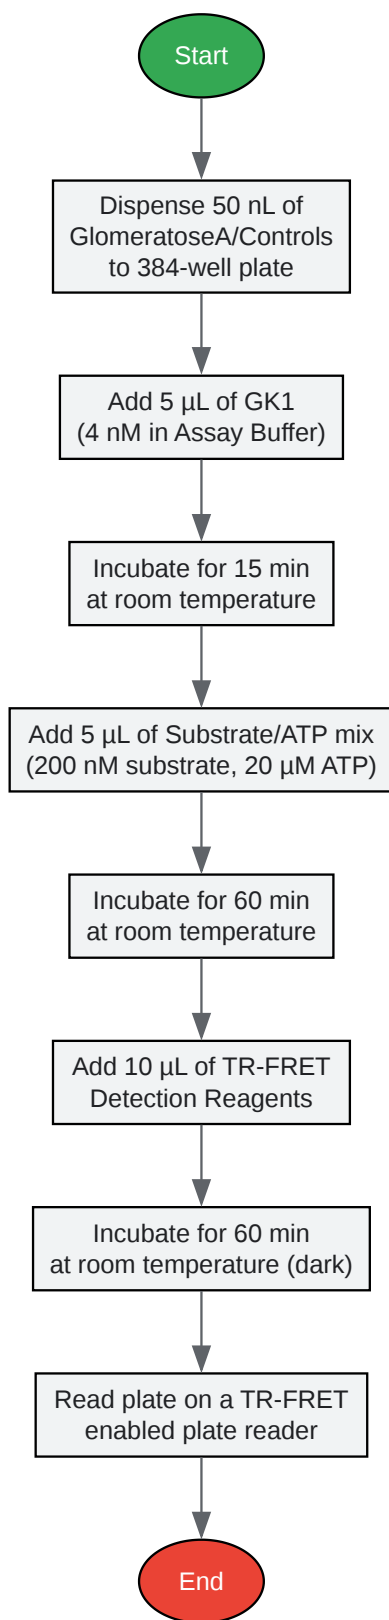 Start
Dispense 50 nL of
GlomeratoseA/Controls
to 384-well plate
Add 5 µL of GK1
(4 nM in Assay Buffer)
Incubate for 15 min
at room temperature
Add 5 µL of Substrate/ATP mix
(200 nM substrate, 20 µM ATP)
Incubate for 60 min
at room temperature
Add 10 µL of TR-FRET
Detection Reagents
Incubate for 60 min
at room temperature (dark)
Read plate on a TR-FRET
enabled plate reader
End